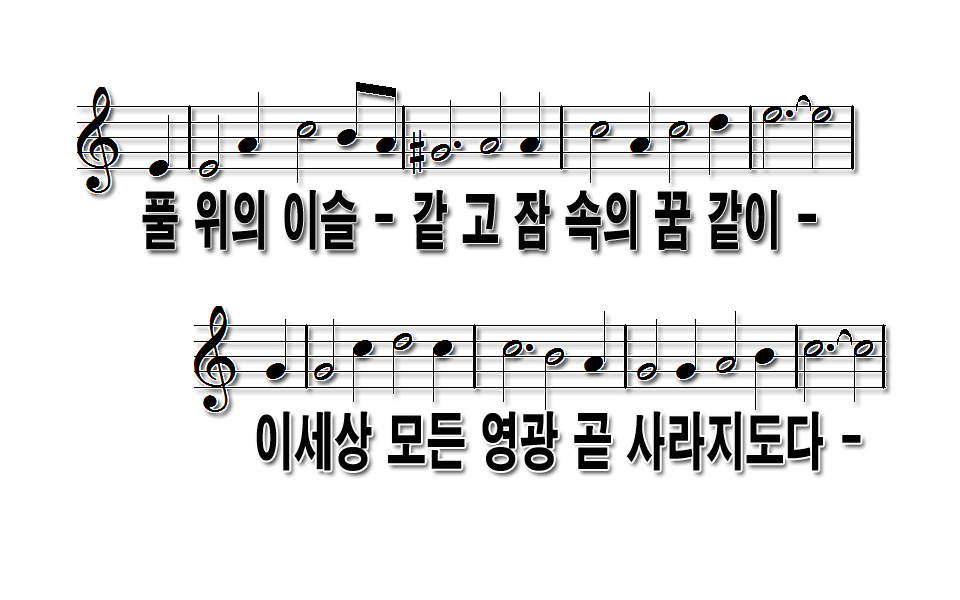 풀 위의 이슬 - 같 고 잠 속의 꿈 같이 -
이세상 모든 영광 곧 사라지도다 -